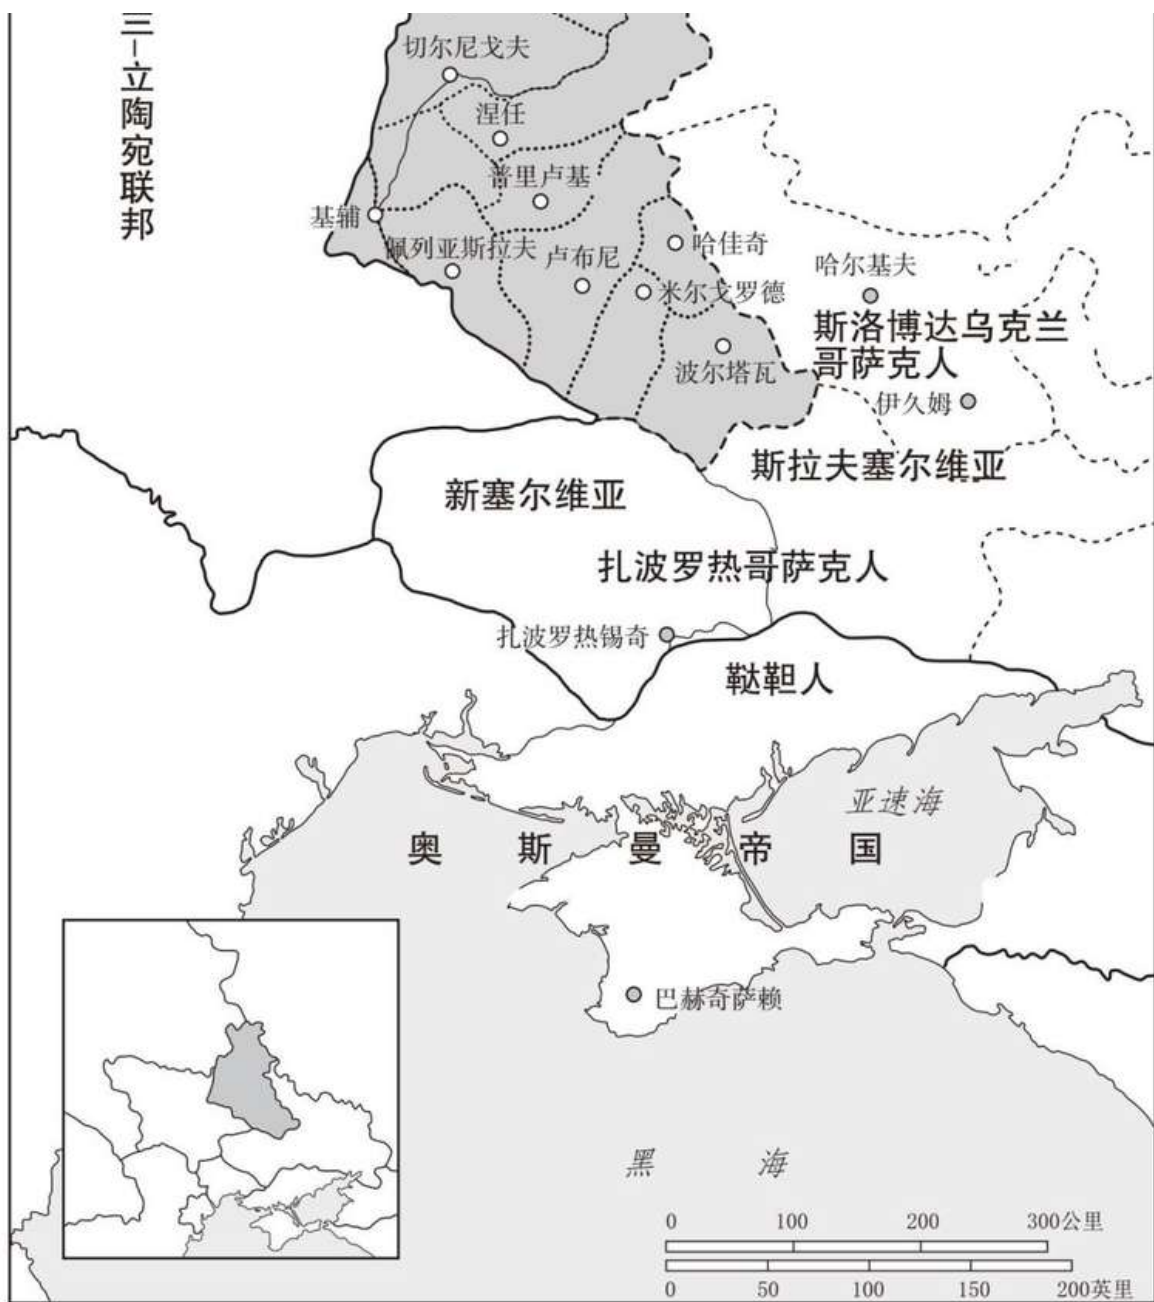 三–立陶宛联邦
切尔尼戈夫
涅任
普里卢基
基辅
佩列亚斯拉夫
卢布尼
哈佳奇
米尔戈罗德
波尔塔瓦
哈尔基夫
斯洛博达乌克兰
哥萨克人
伊久姆
斯拉夫塞尔维亚
新塞尔维亚
扎波罗热哥萨克人
扎波罗热锡奇
鞑靼人
亚速海
奥斯曼帝国
巴赫奇萨赖
黑海
0 100 200 300公里
0 50 100 150 200英里